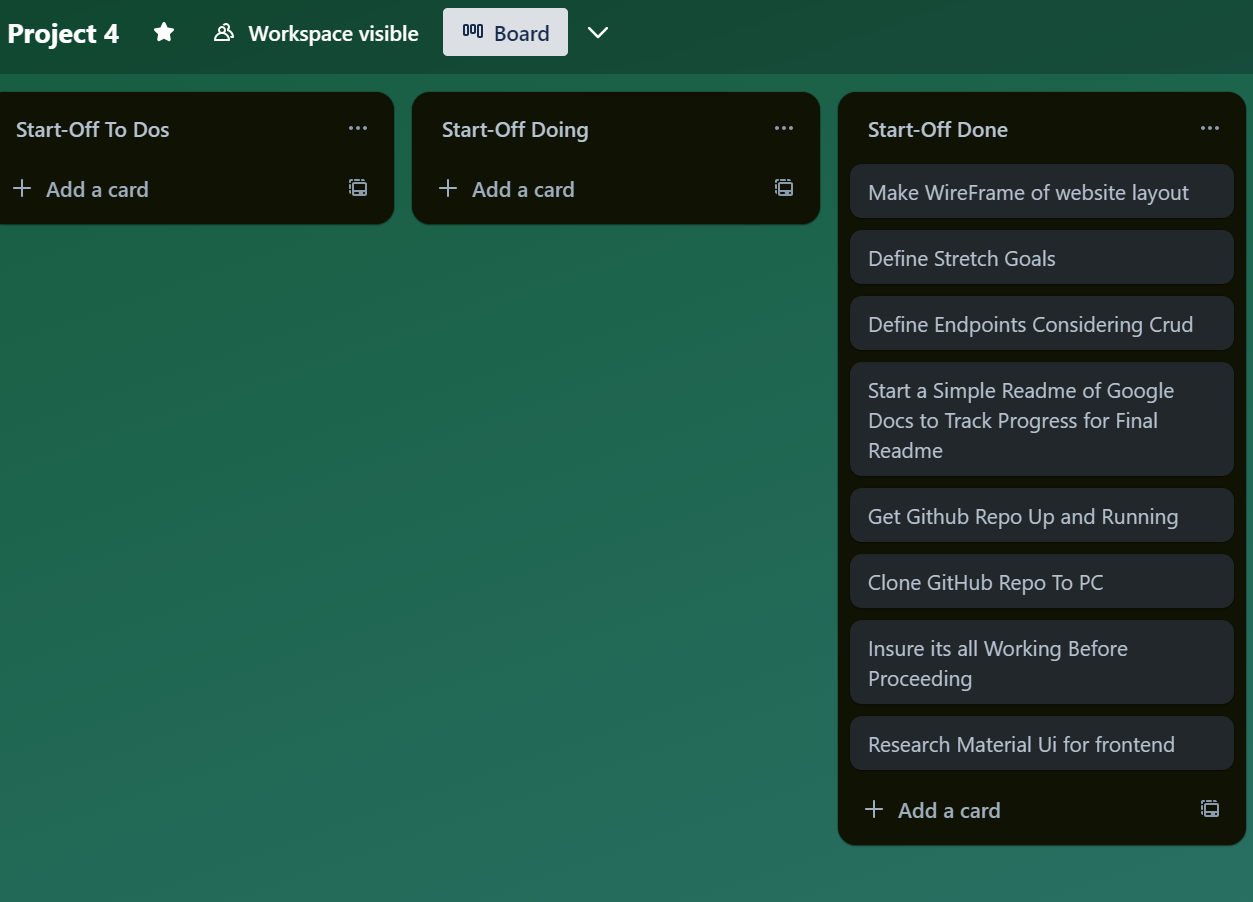 Project 4
Workspace visible
Board
Start-Off To Dos
Add a card
Start-Off Doing
Add a card
Start-Off Done
Make WireFrame of website layout
Define Stretch Goals
Define Endpoints Considering Crud
Start a Simple Readme of Google
Docs to Track Progress for Final
Readme
Get Github Repo Up and Running
Clone GitHub Repo To PC
Insure its all Working Before
Proceeding
Research Material Ui for frontend
Add a card